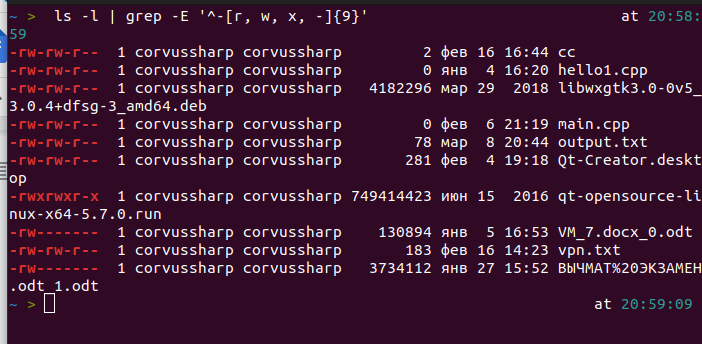 ~ > ls -l | grep -E '^-[r, w, x, -]{9}' at 20:58:
59
-rw-rw-r-- 1 corvussharp corvussharp 2 фев 16 16:44 cc
-rw-rw-r-- 1 corvussharp corvussharp 0 янв 4 16:20 hello1.cpp
-rw-rw-r-- 1 corvussharp corvussharp 4182296 мар 29 2018 libwxgtk3.0-0v5_
3.0.4+dfsg-3_amd64.deb
-rw-rw-r-- 1 corvussharp corvussharp 0 фев 6 21:19 main.cpp
-rw-rw-r-- 1 corvussharp corvussharp 78 мар 8 20:44 output.txt
-rw-rw-r-- 1 corvussharp corvussharp 281 фев 4 19:18 Qt-Creator.deskt
op
-rwxrwxr-x 1 corvussharp corvussharp 749414423 июн 15 2016 qt-opensource-li
nux-x64-5.7.0.run
-rw------- 1 corvussharp corvussharp 130894 янв 5 16:53 VM_7.docx_0.odt
-rw-rw-r-- 1 corvussharp corvussharp 183 фев 16 14:23 vpn.txt
-rw------- 1 corvussharp corvussharp 3734112 янв 27 15:52 ВЫЧМАТ%20ЭКЗАМЕН
.odt_1.odt
~ > at 20:59:09